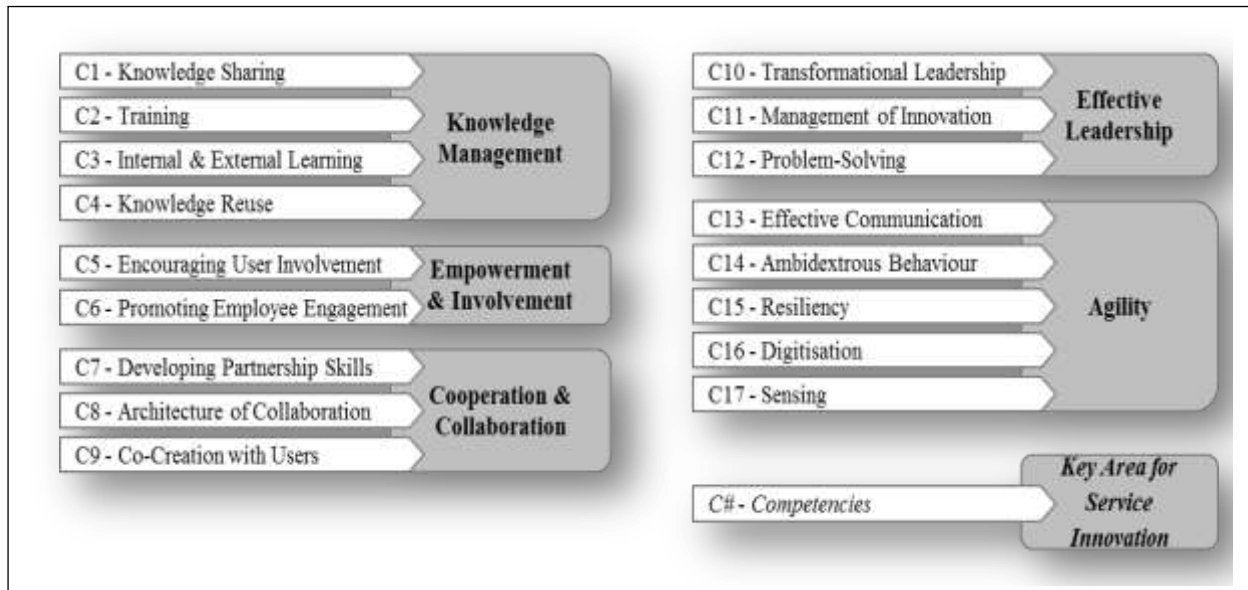 C1 - Knowledge Sharing
C2 - Training
C3 - Internal & External Learning
C4 - Knowledge Reuse
Knowledge
Management
C5 - Encouraging User Involvement
C6 - Promoting Employee Engagement
Empowerment
& Involvement
C7 - Developing Partnership Skills
C8 - Architecture of Collaboration
C9 - Co-Creation with Users
Cooperation &
Collaboration
C10 - Transformational Leadership
C11 - Management of Innovation
C12 - Problem-Solving
Effective
Leadership
C13 - Effective Communication
C14 - Ambidextrous Behaviour
C15 - Resiliency
C16 - Digitisation
C17 - Sensing
Agility
C# - Competencies
Key Area for
Service
Innovation